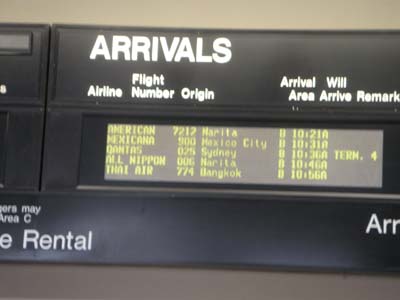 ARRIVALS
Flight Arrival Will
Airline Number Origin Area Arrive Remark
AMERICAN 7212 Narita B 10:21A
MEXICANA 900 Mexico City B 10:31A
QANTAS 025 Sydney B 10:36A TERM. 4
ALL NIPPON 006 Narita B 10:46A
THAI AIR 774 Bangkok B 10:56A
gers may
Area C
e Rental
Arr